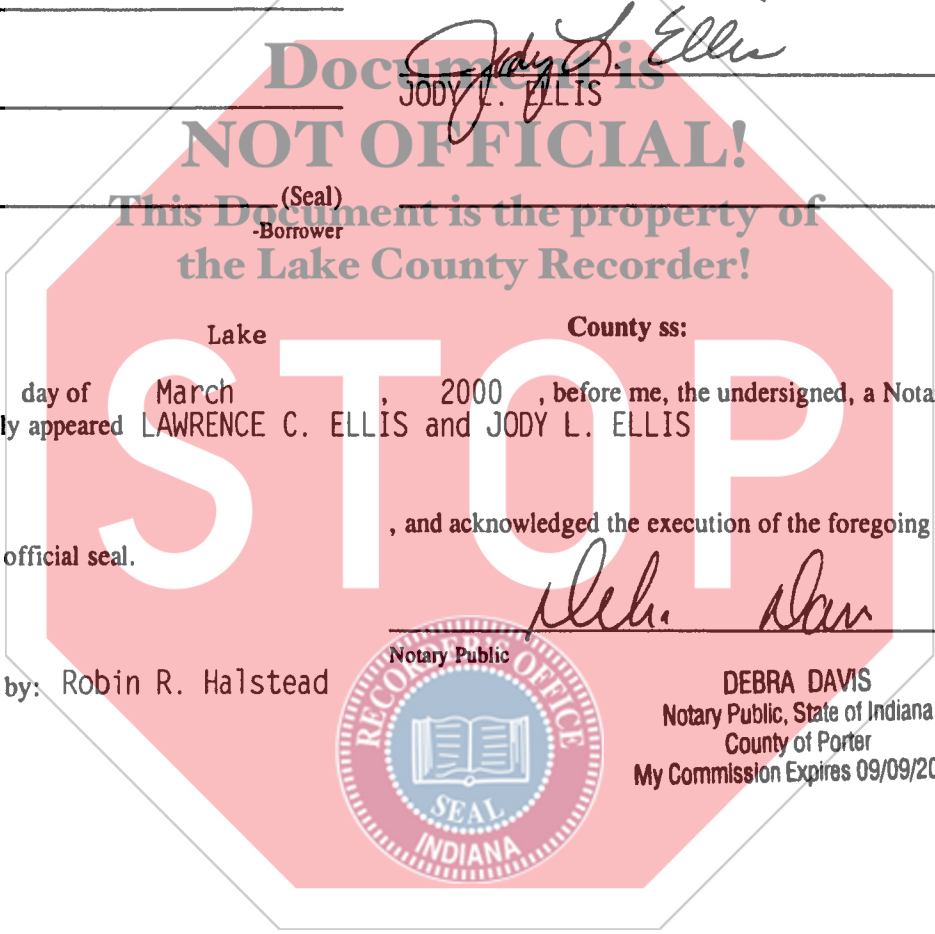 Jody L. Ellis
Document is
JODY L. ELLIS
NOT OFFICIAL!
(Seal)
This Document is the property of
-Borrower
the Lake County Recorder!
Lake County ss:
day of March , 2000 , before me, the undersigned, a Nota
ly appeared LAWRENCE C. ELLIS and JODY L. ELLIS
STOP
, and acknowledged the execution of the foregoing
official seal.
Notary Public
by: Robin R. Halstead
DEBRA DAVIS
Notary Public, State of Indiana
County of Porter
My Commission Expires 09/09/20
RECORDER'S OFFICE
SEAL
INDIANA